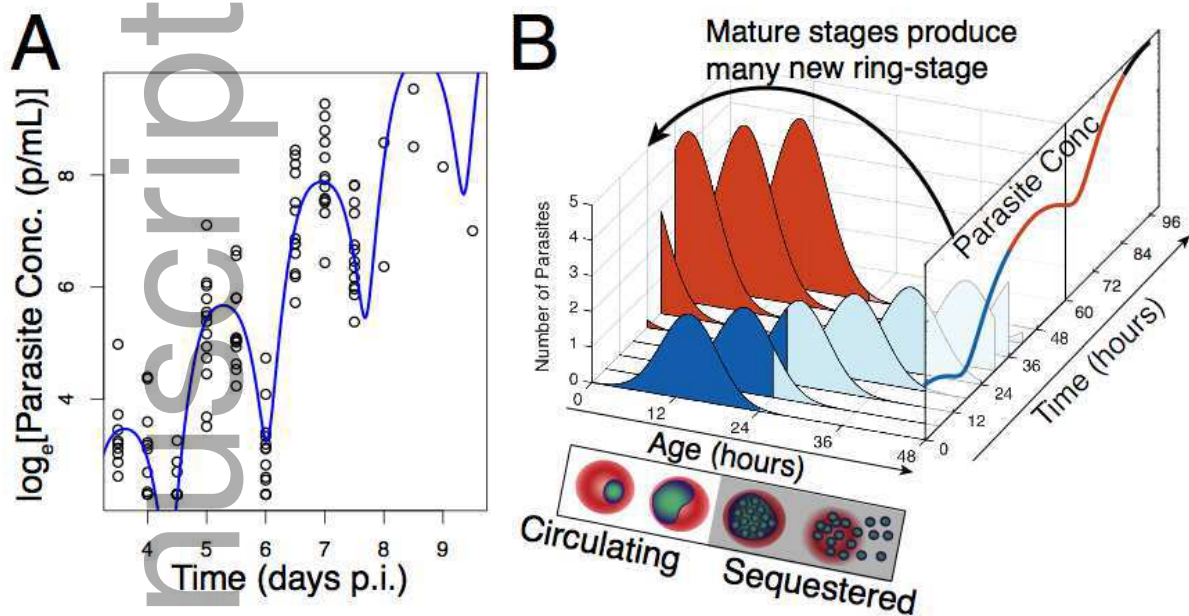 A
nuscript
log_e[Parasite Conc. (p/mL)]
8
6
4
4 5 6 7 8 9
Time (days p.i.)
B
Mature stages produce
many new ring-stage
Parasite Conc
Number of Parasites
5
4
3
2
1
0
0 12 24 36 48
Age (hours)
0 12 24 36 48 60 72 84 96
Time (hours)
Circulating
Sequestered